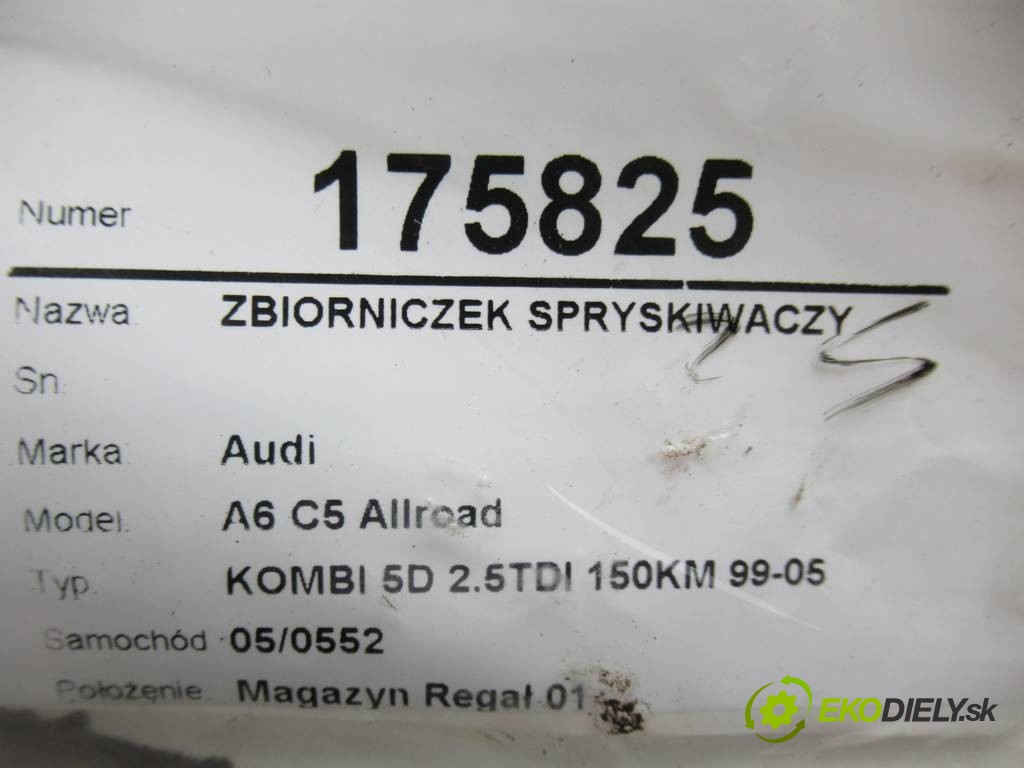 Numer 175825
Nazwa: ZBIORNICZEK SPRYSKIWACZY
Sn:
Marka: Audi
Model: A6 C5 Allroad
Typ: KOMBI 5D 2.5TDI 150KM 99-05
Samochód 05/0552
Położenie: Magazyn Regał 01
EKODIELY.sk